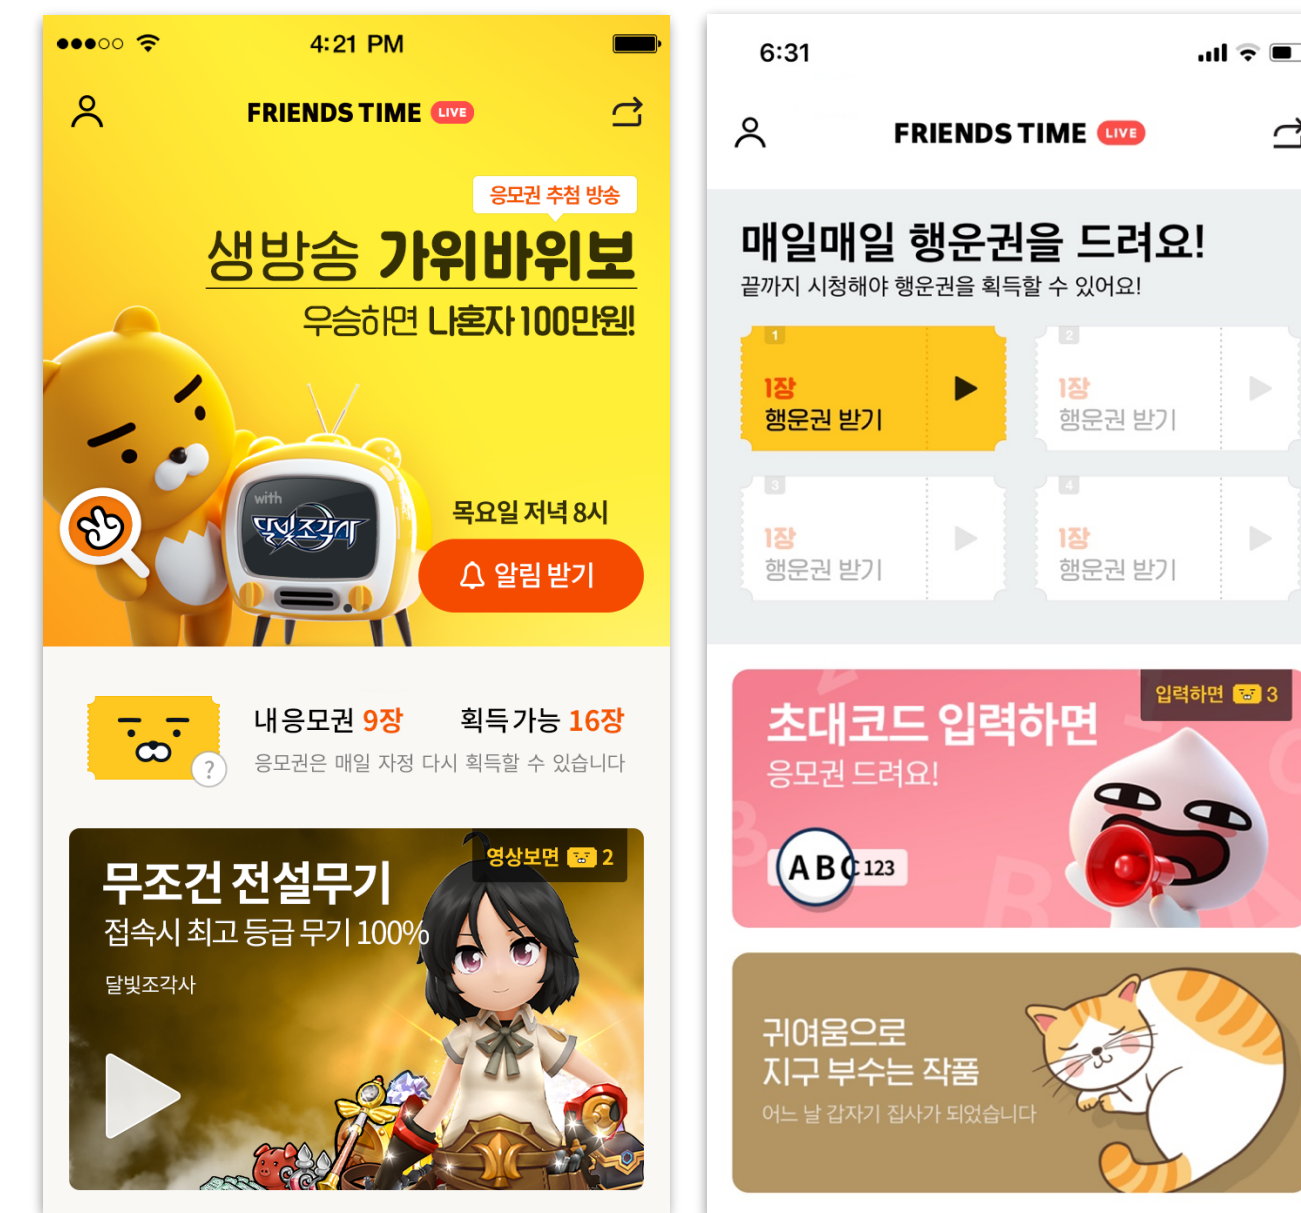 4:21 PM
FRIENDS TIME LIVE
응모권 추첨 방송
생방송 가위바위보
우승하면 나혼자 100만원!
with
달빛조각사
목요일 저녁 8시
알림 받기
내 응모권 9장 획득 가능 16장
?
응모권은 매일 자정 다시 획득할 수 있습니다
영상보면 2
무조건 전설무기
접속시 최고 등급 무기 100%
달빛조각사
6:31
FRIENDS TIME LIVE
매일매일 행운권을 드려요!
끝까지 시청해야 행운권을 획득할 수 있어요!
1
1장
행운권 받기
2
1장
행운권 받기
3
1장
행운권 받기
4
1장
행운권 받기
입력하면 3
초대코드 입력하면
응모권 드려요!
ABC 123
귀여움으로
지구 부수는 작품
어느 날 갑자기 집사가 되었습니다